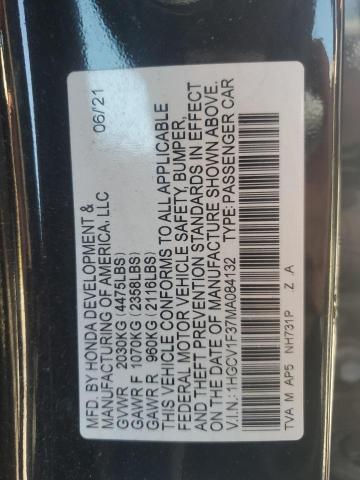 MFD. BY HONDA DEVELOPMENT &
MANUFACTURING OF AMERICA, LLC
06/21
GVWR 2030KG (4475LBS)
GAWR F 1070KG (2358LBS)
GAWR R 960KG (2116LBS)
THIS VEHICLE CONFORMS TO ALL APPLICABLE
FEDERAL MOTOR VEHICLE SAFETY, BUMPER,
AND THEFT PREVENTION STANDARDS IN EFFECT
ON THE DATE OF MANUFACTURE SHOWN ABOVE.
V.I.N.: 1HGCV1F37MA084132 TYPE: PASSENGER CAR
TVA M AP5 NH731P Z A